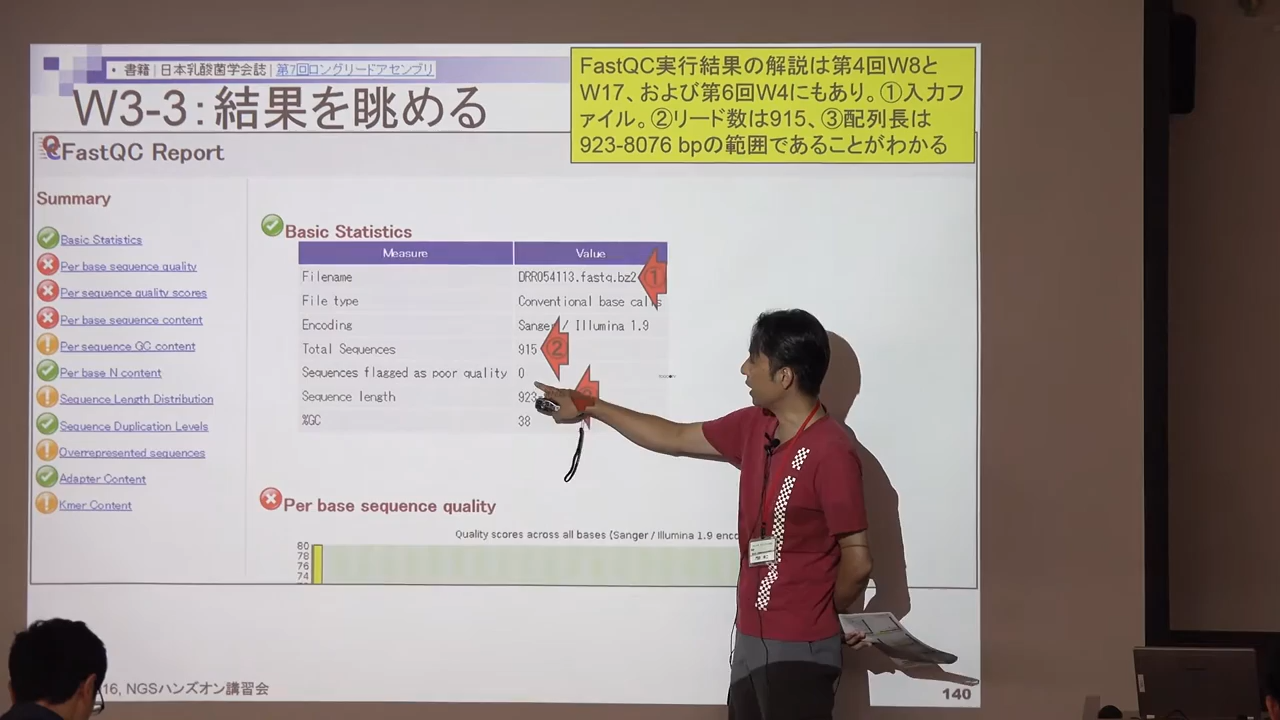 ・ 書籍 | 日本乳酸菌学会誌 | 第7回ロングリードアセンブリ
W3-3：結果を眺める
FastQC実行結果の解説は第4回W8と
W17、および第6回W4にもあり。①入力フ
ァイル。②リード数は915、③配列長は
923-8076 bpの範囲であることがわかる
FastQC Report
Summary
Basic Statistics
Per base sequence quality
Per sequence quality scores
Per base sequence content
Per sequence GC content
Per base N content
Sequence Length Distribution
Sequence Duplication Levels
Overrepresented sequences
Adapter Content
Kmer Content
Basic Statistics
Measure Value
Filename DRR054113.fastq.bz2 ①
File type Conventional base calls
Encoding Sanger / Illumina 1.9
Total Sequences 915 ②
Sequences flagged as poor quality 0
Sequence length 923
%GC 38
Per base sequence quality
Quality scores across all bases (Sanger / Illumina 1.9 enco
80
78
76
74
16, NGSハンズオン講習会
140